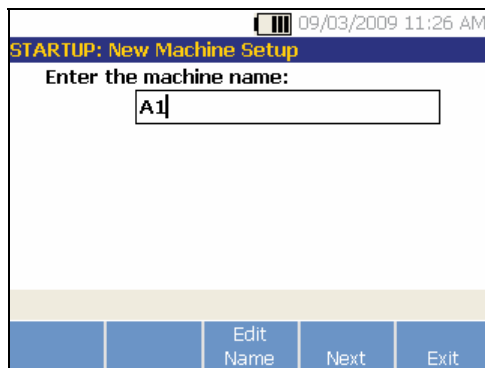 09/03/2009 11:26 AM
STARTUP: New Machine Setup
Enter the machine name:
A1
Edit Name
Next
Exit